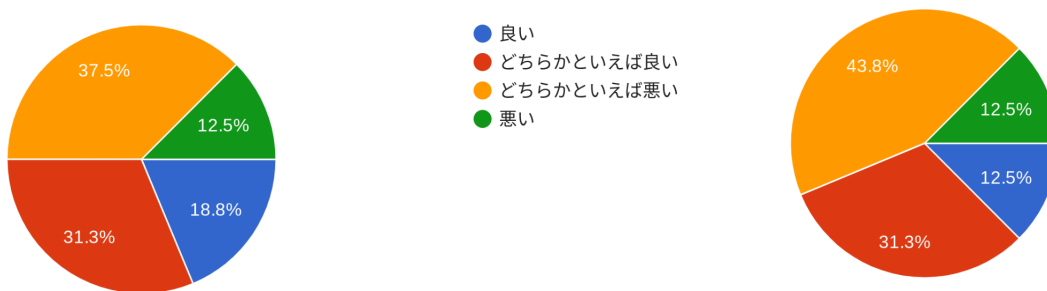 37.5%
12.5%
31.3%
18.8%
良い
どちらかといえば良い
どちらかといえば悪い
悪い
43.8%
12.5%
12.5%
31.3%